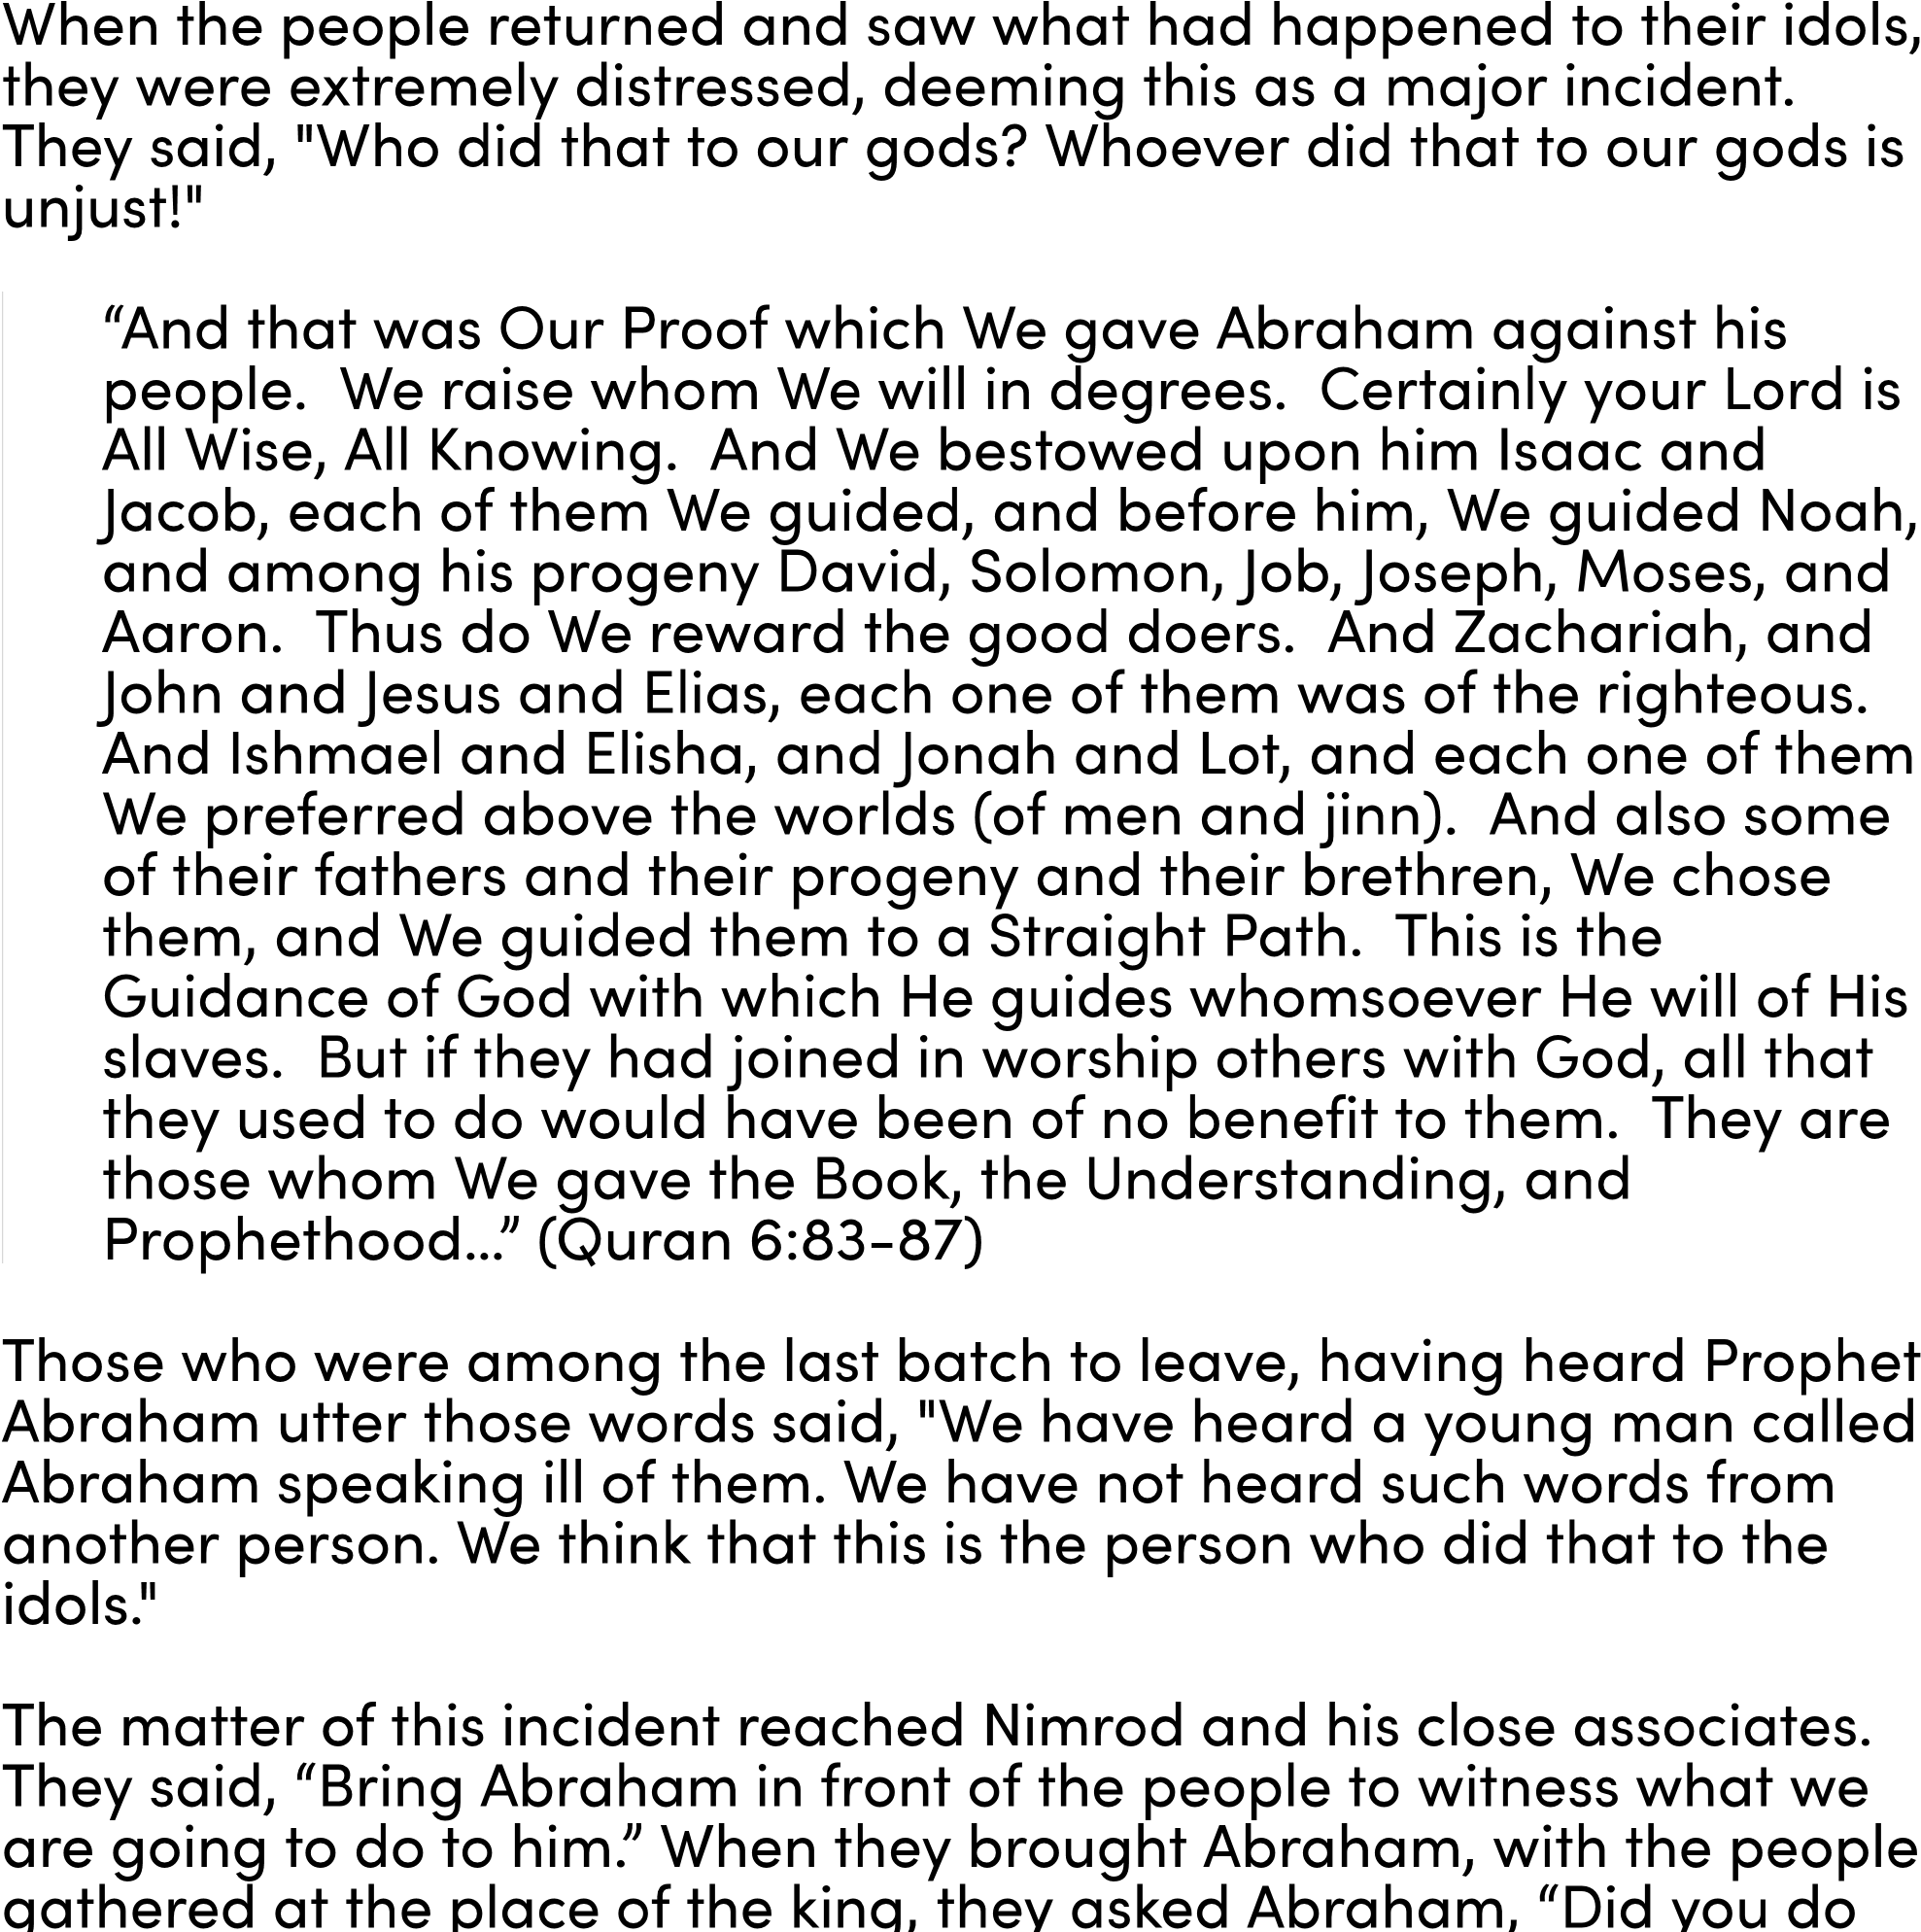 When the people returned and saw what had happened to their idols,
they were extremely distressed, deeming this as a major incident.
They said, "Who did that to our gods? Whoever did that to our gods is
unjust!"
“And that was Our Proof which We gave Abraham against his
people.  We raise whom We will in degrees.  Certainly your Lord is
All Wise, All Knowing.  And We bestowed upon him Isaac and
Jacob, each of them We guided, and before him, We guided Noah,
and among his progeny David, Solomon, Job, Joseph, Moses, and
Aaron.  Thus do We reward the good doers.  And Zachariah, and
John and Jesus and Elias, each one of them was of the righteous.
And Ishmael and Elisha, and Jonah and Lot, and each one of them
We preferred above the worlds (of men and jinn).  And also some
of their fathers and their progeny and their brethren, We chose
them, and We guided them to a Straight Path.  This is the
Guidance of God with which He guides whomsoever He will of His
slaves.  But if they had joined in worship others with God, all that
they used to do would have been of no benefit to them.  They are
those whom We gave the Book, the Understanding, and
Prophethood...” (Quran 6:83-87)
Those who were among the last batch to leave, having heard Prophet
Abraham utter those words said, "We have heard a young man called
Abraham speaking ill of them. We have not heard such words from
another person. We think that this is the person who did that to the
idols."
The matter of this incident reached Nimrod and his close associates.
They said, “Bring Abraham in front of the people to witness what we
are going to do to him.” When they brought Abraham, with the people
gathered at the place of the king, they asked Abraham, “Did you do